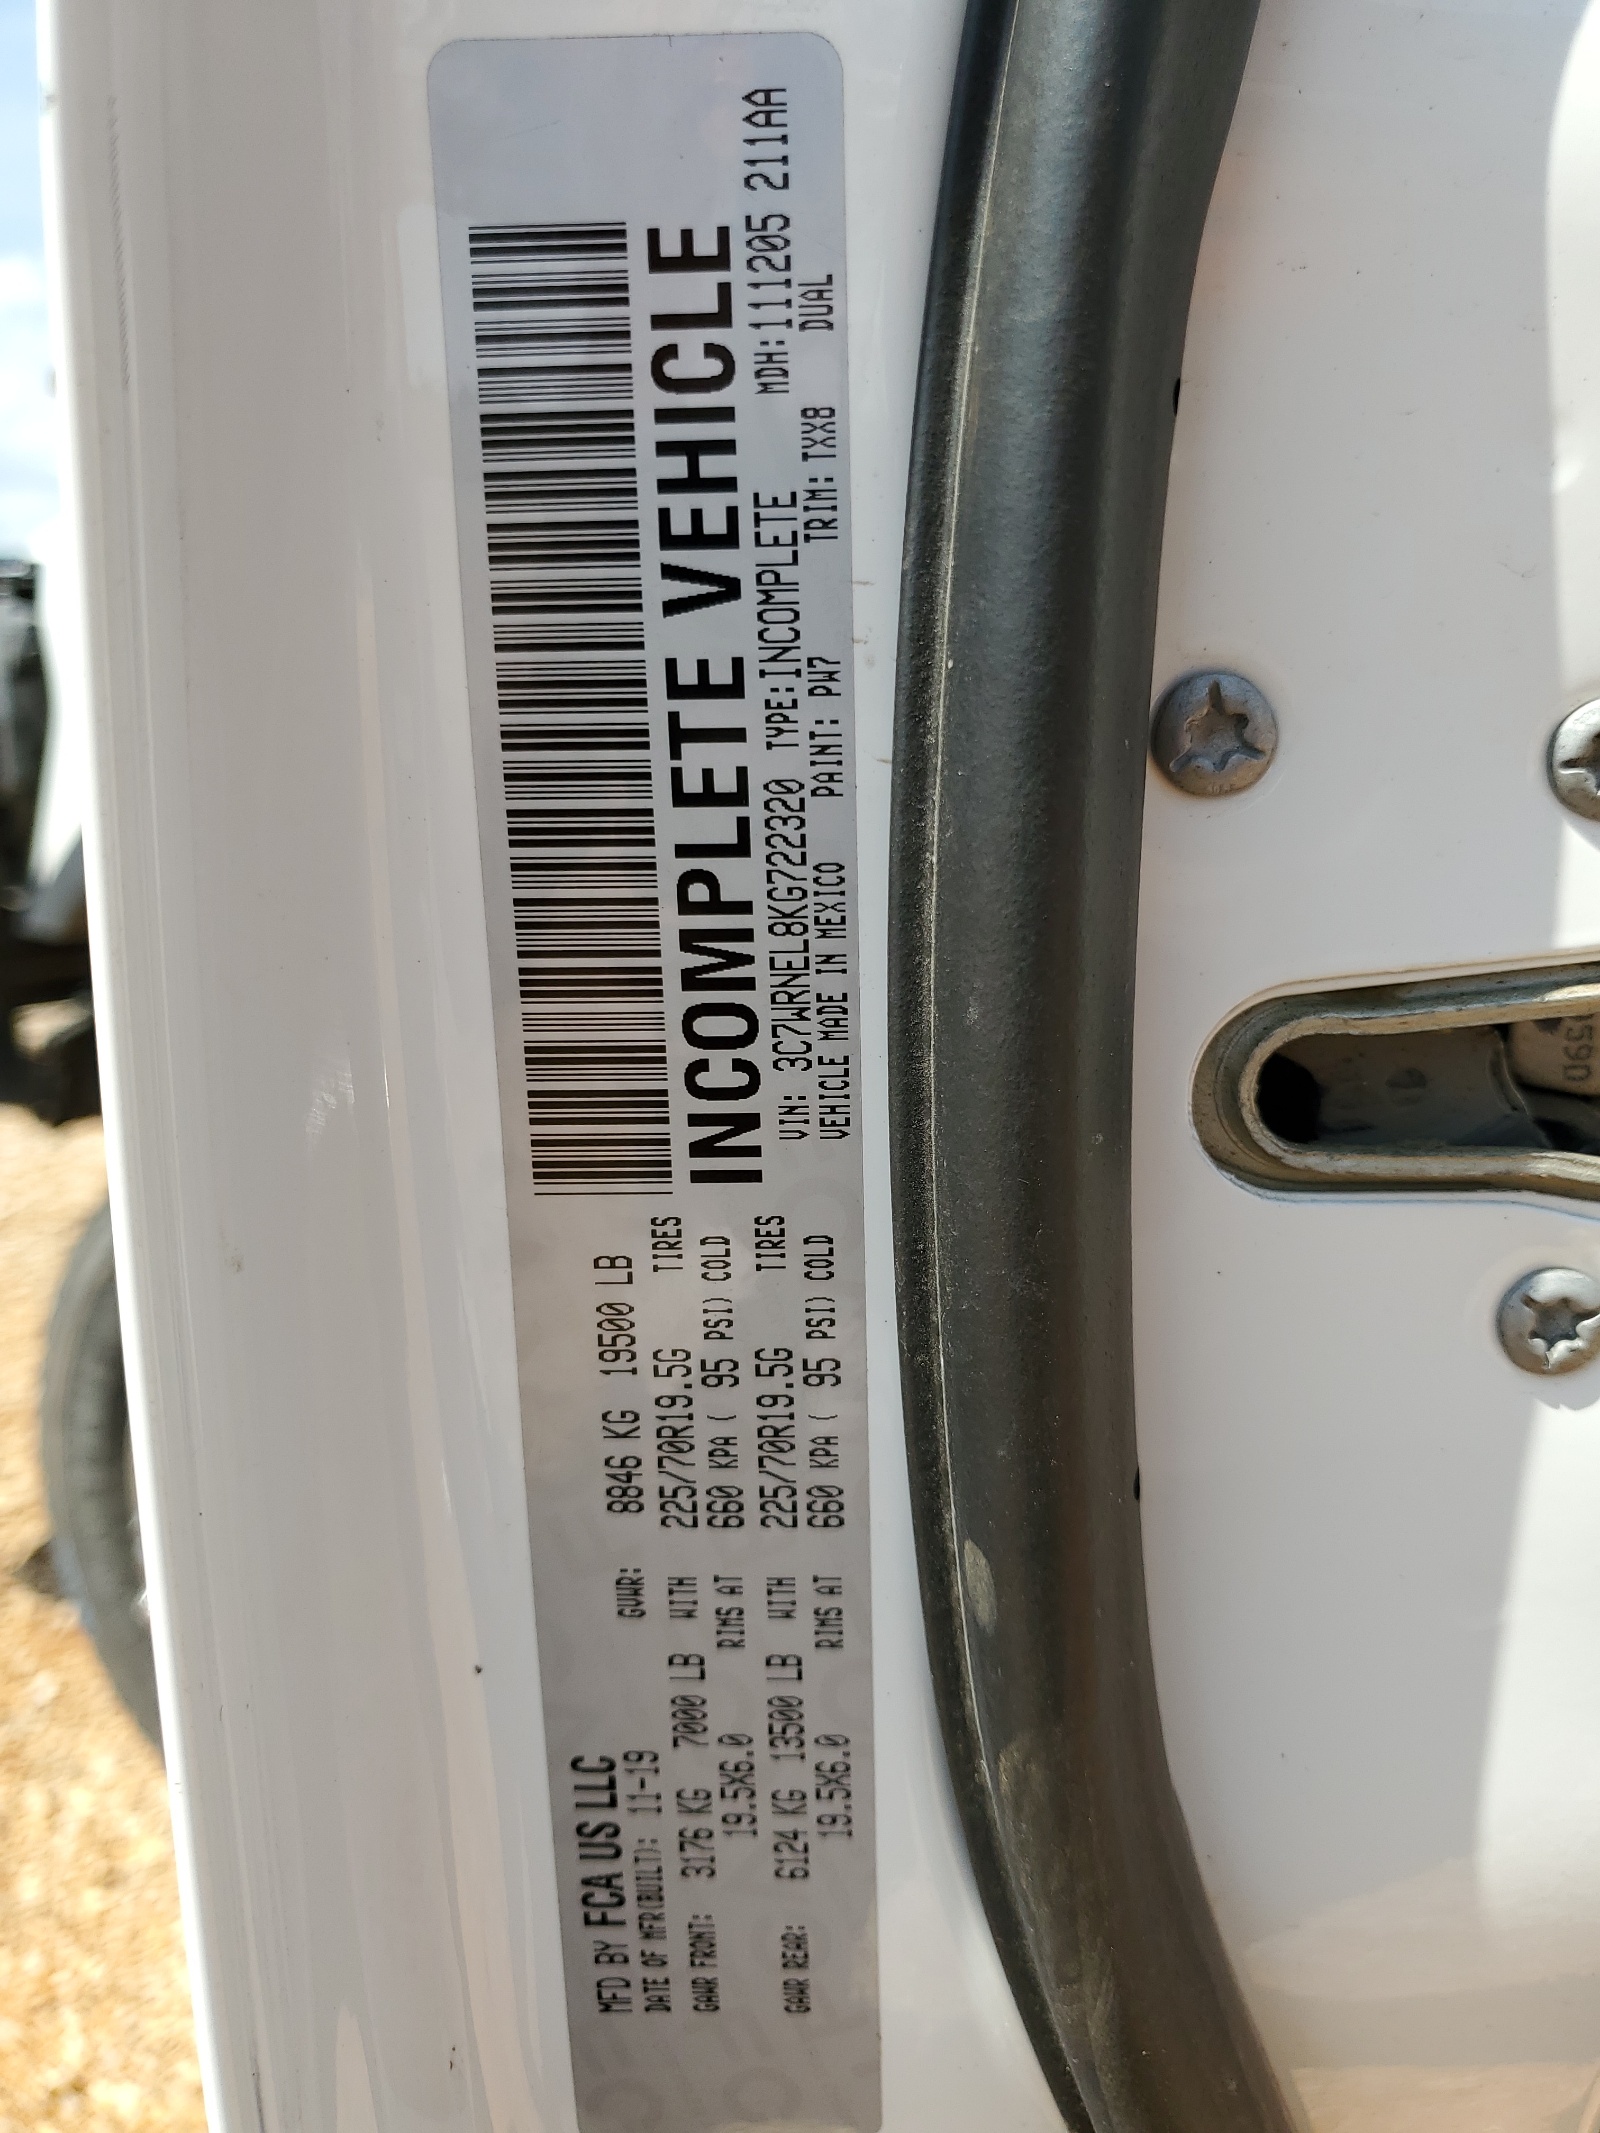 MFD BY FCA US LLC
DATE OF MFR(BUILT): 11-19 GVWR: 8846 KG 19500 LB
GAWR FRONT: 3176 KG 7000 LB WITH 225/70R19.5G TIRES
19.5X6.0 RIMS AT 660 KPA ( 95 PSI) COLD
GAWR REAR: 6124 KG 13500 LB WITH 225/70R19.5G TIRES
19.5X6.0 RIMS AT 660 KPA ( 95 PSI) COLD
INCOMPLETE VEHICLE
MDH:111205 211AA
VIN: 3C7WRNEL8KG722320 TYPE:INCOMPLETE DUAL
VEHICLE MADE IN MEXICO PAINT: PW7 TRIM: TXX8